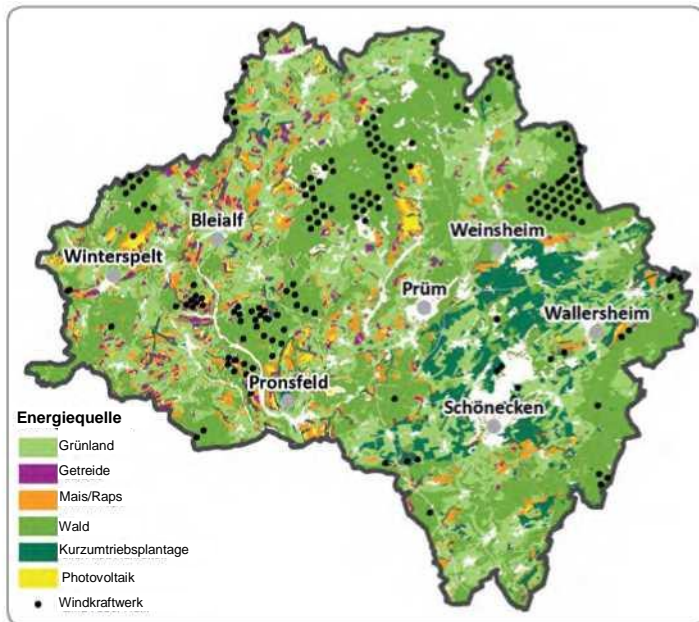 Bleialf
Weinsheim
Winterspelt
Prüm
Wallersheim
Pronsfeld
Schönecken
Energiequelle
Grünland
Getreide
Mais/Raps
Wald
Kurzumtriebsplantage
Photovoltaik
Windkraftwerk